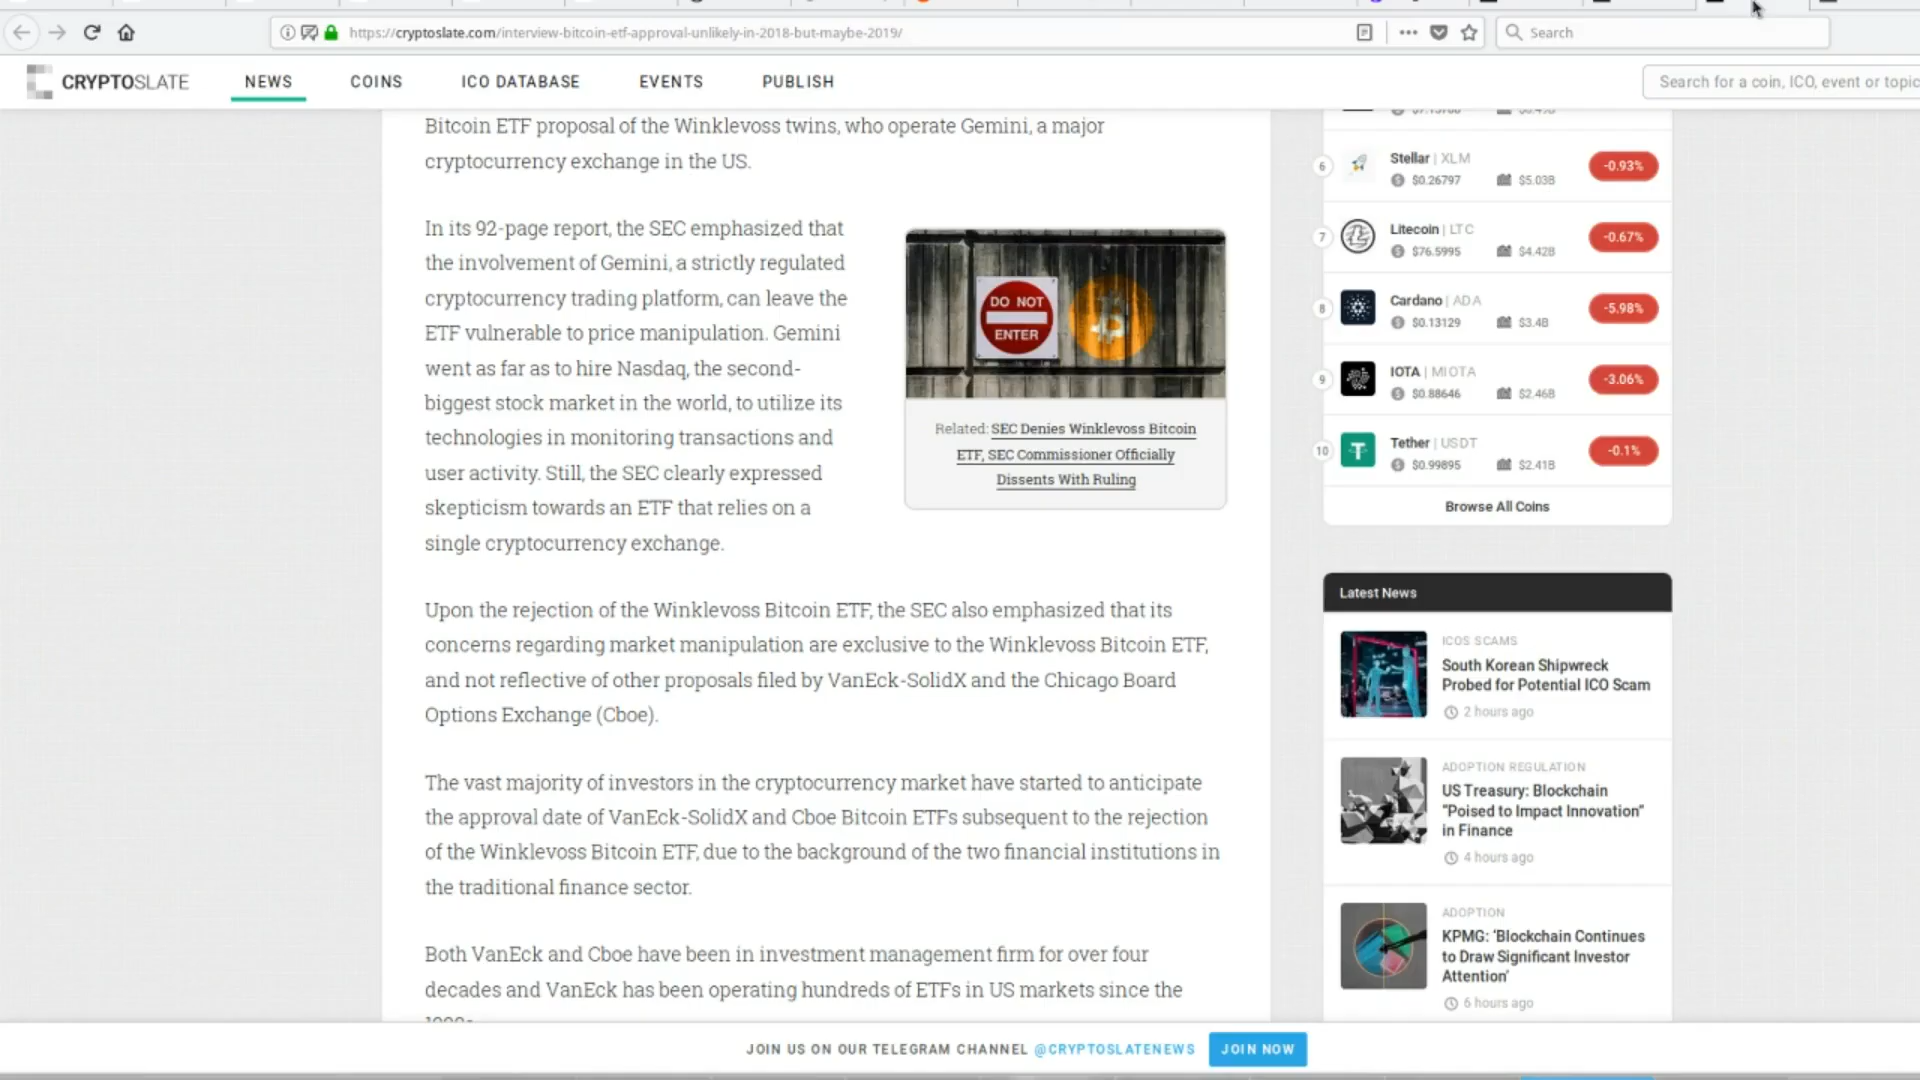 https://cryptoslate.com/interview-bitcoin-etf-approval-unlikely-in-2018-but-maybe-2019/
Search
CRYPTOSLATE
NEWS
COINS
ICO DATABASE
EVENTS
PUBLISH
Search for a coin, ICO, event or topic
Bitcoin ETF proposal of the Winklevoss twins, who operate Gemini, a major
cryptocurrency exchange in the US.
In its 92-page report, the SEC emphasized that
the involvement of Gemini, a strictly regulated
cryptocurrency trading platform, can leave the
ETF vulnerable to price manipulation. Gemini
went as far as to hire Nasdaq, the second-
biggest stock market in the world, to utilize its
technologies in monitoring transactions and
user activity. Still, the SEC clearly expressed
skepticism towards an ETF that relies on a
single cryptocurrency exchange.
DO NOT
ENTER
Related: SEC Denies Winklevoss Bitcoin
ETF, SEC Commissioner Officially
Dissents With Ruling
Upon the rejection of the Winklevoss Bitcoin ETF, the SEC also emphasized that its
concerns regarding market manipulation are exclusive to the Winklevoss Bitcoin ETF,
and not reflective of other proposals filed by VanEck-SolidX and the Chicago Board
Options Exchange (Cboe).
The vast majority of investors in the cryptocurrency market have started to anticipate
the approval date of VanEck-SolidX and Cboe Bitcoin ETFs subsequent to the rejection
of the Winklevoss Bitcoin ETF, due to the background of the two financial institutions in
the traditional finance sector.
Both VanEck and Cboe have been in investment management firm for over four
decades and VanEck has been operating hundreds of ETFs in US markets since the
6 Stellar | XLM
$0.26797 $5.03B
-0.93%
7 Litecoin | LTC
$76.5995 $4.42B
-0.67%
8 Cardano | ADA
$0.13129 $3.4B
-5.98%
9 IOTA | MIOTA
$0.88646 $2.46B
-3.06%
10 Tether | USDT
$0.99895 $2.41B
-0.1%
Browse All Coins
Latest News
ICOS SCAMS
South Korean Shipwreck
Probed for Potential ICO Scam
2 hours ago
ADOPTION REGULATION
US Treasury: Blockchain
“Poised to Impact Innovation”
in Finance
4 hours ago
ADOPTION
KPMG: ‘Blockchain Continues
to Draw Significant Investor
Attention’
6 hours ago
JOIN US ON OUR TELEGRAM CHANNEL @CRYPTOSLATENEWS
JOIN NOW